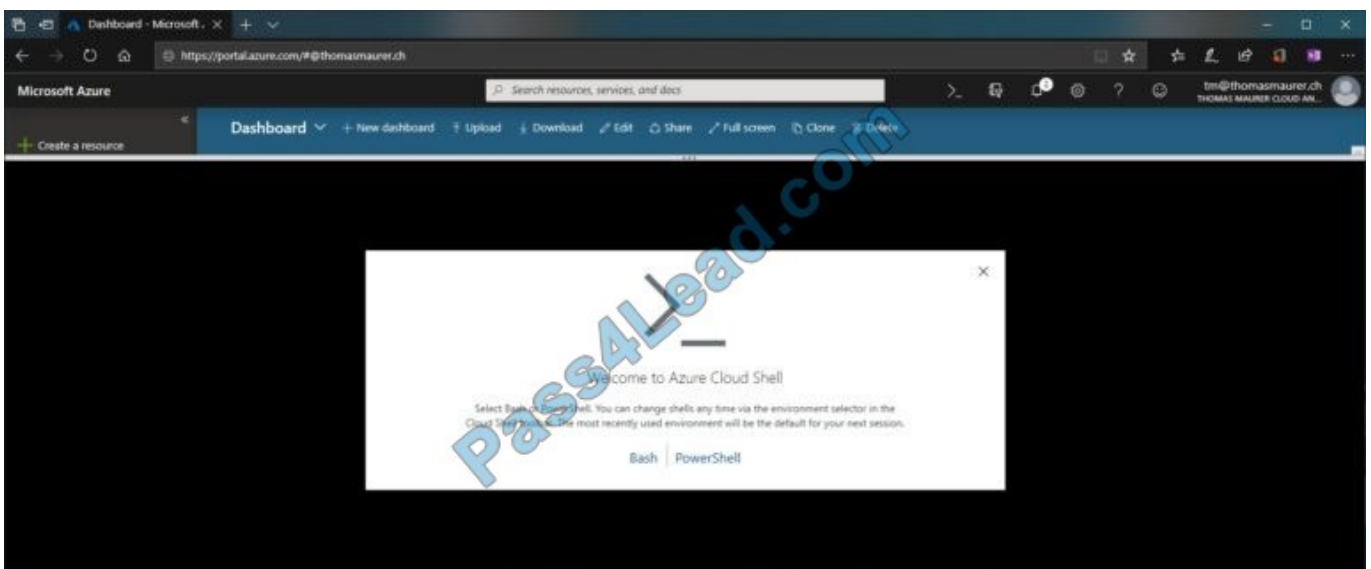 Dashboard - Microsoft.
https://portal.azure.com/#@thomasmaurer.ch
Microsoft Azure
Search resources, services, and docs
tm@thomasmaurer.ch
THOMAS MAURER CLOUD AN...
Create a resource
Dashboard
New dashboard
Upload
Download
Edit
Share
Full screen
Clone
Delete
Welcome to Azure Cloud Shell
Select Bash or PowerShell. You can change shells any time via the environment selector in the
Cloud Shell toolbar. The most recently used environment will be the default for your next session.
Bash
PowerShell
Pass4Lead.com